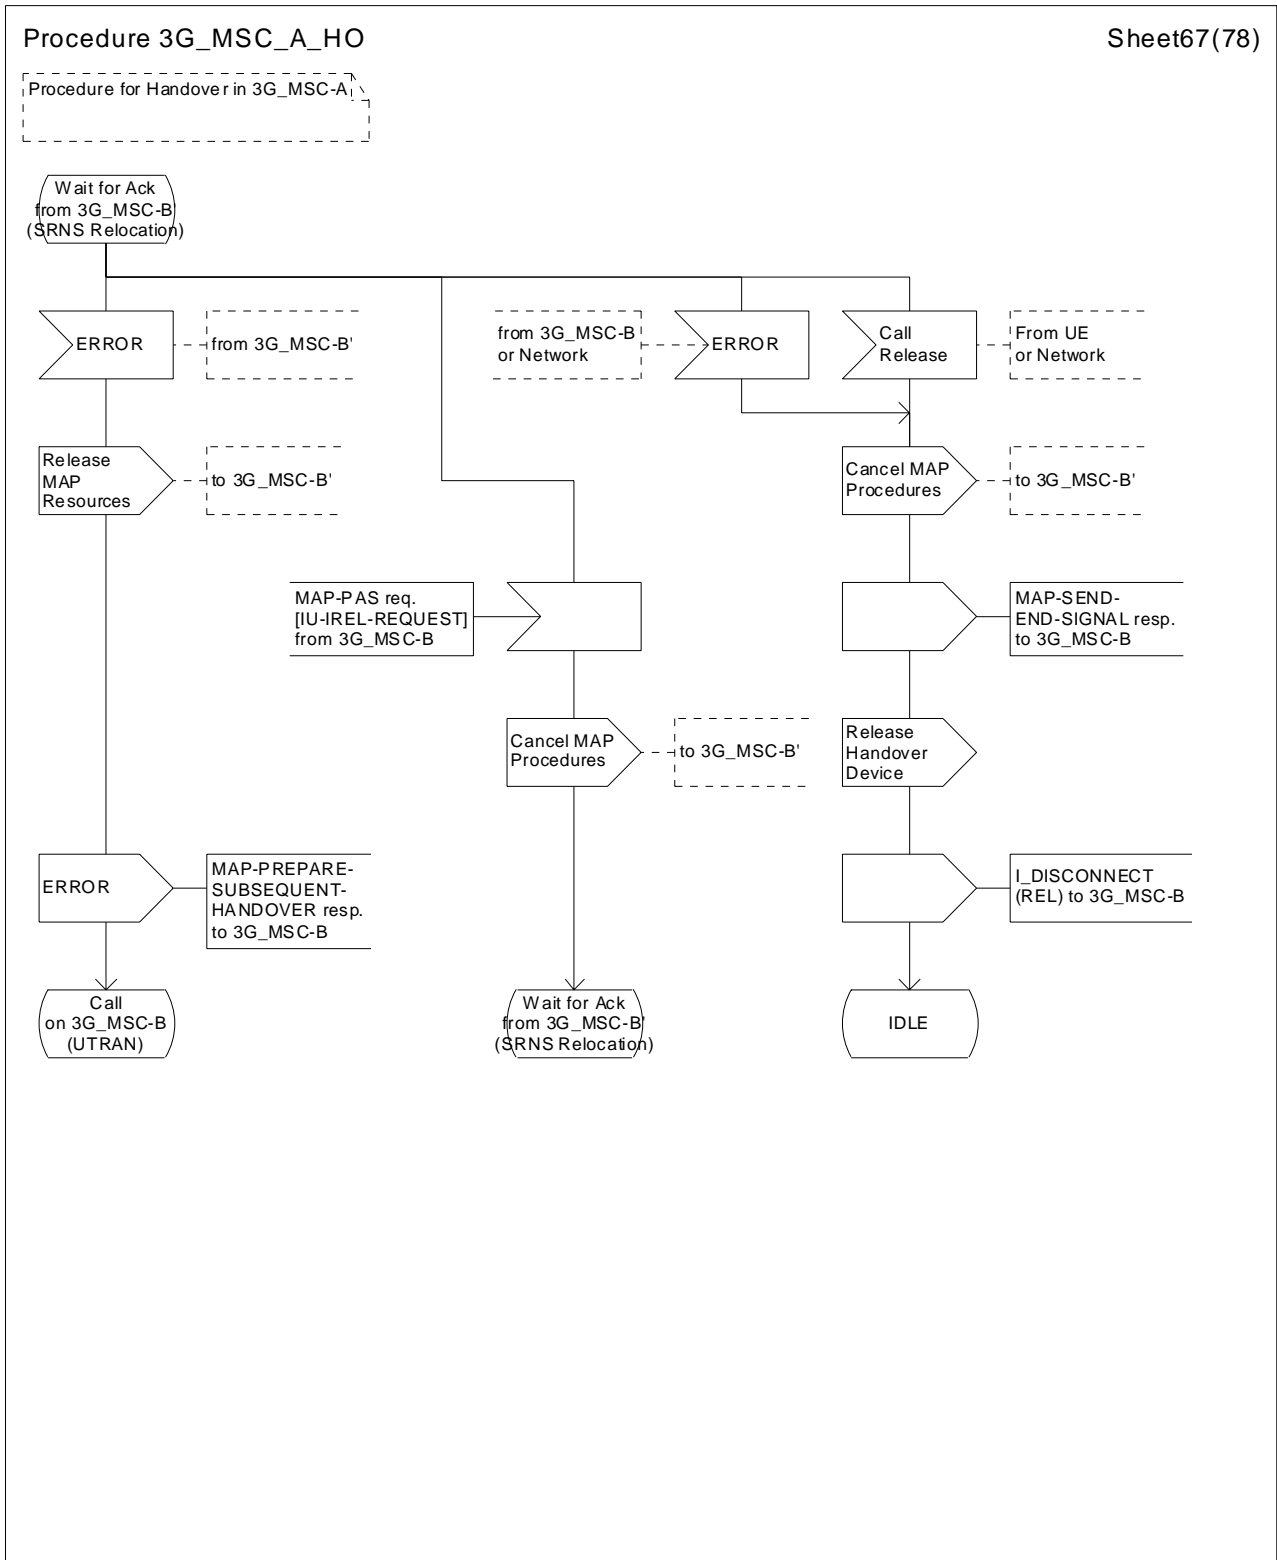 Procedure 3G_MSC_A_HO
Sheet67(78)
Procedure for Handover in 3G_MSC-A
Wait for Ack
from 3G_MSC-B'
(SRNS Relocation)
ERROR
from 3G_MSC-B'
from 3G_MSC-B
or Network
ERROR
Call
Release
From UE
or Network
Release
MAP
Resources
to 3G_MSC-B'
Cancel MAP
Procedures
to 3G_MSC-B'
MAP-PAS req.
[IU-IREL-REQUEST]
from 3G_MSC-B
MAP-SEND-
END-SIGNAL resp.
to 3G_MSC-B
Cancel MAP
Procedures
to 3G_MSC-B'
Release
Handover
Device
ERROR
MAP-PREPARE-
SUBSEQUENT-
HANDOVER resp.
to 3G_MSC-B
I_DISCONNECT
(REL) to 3G_MSC-B
Call
on 3G_MSC-B
(UTRAN)
Wait for Ack
from 3G_MSC-B'
(SRNS Relocation)
IDLE